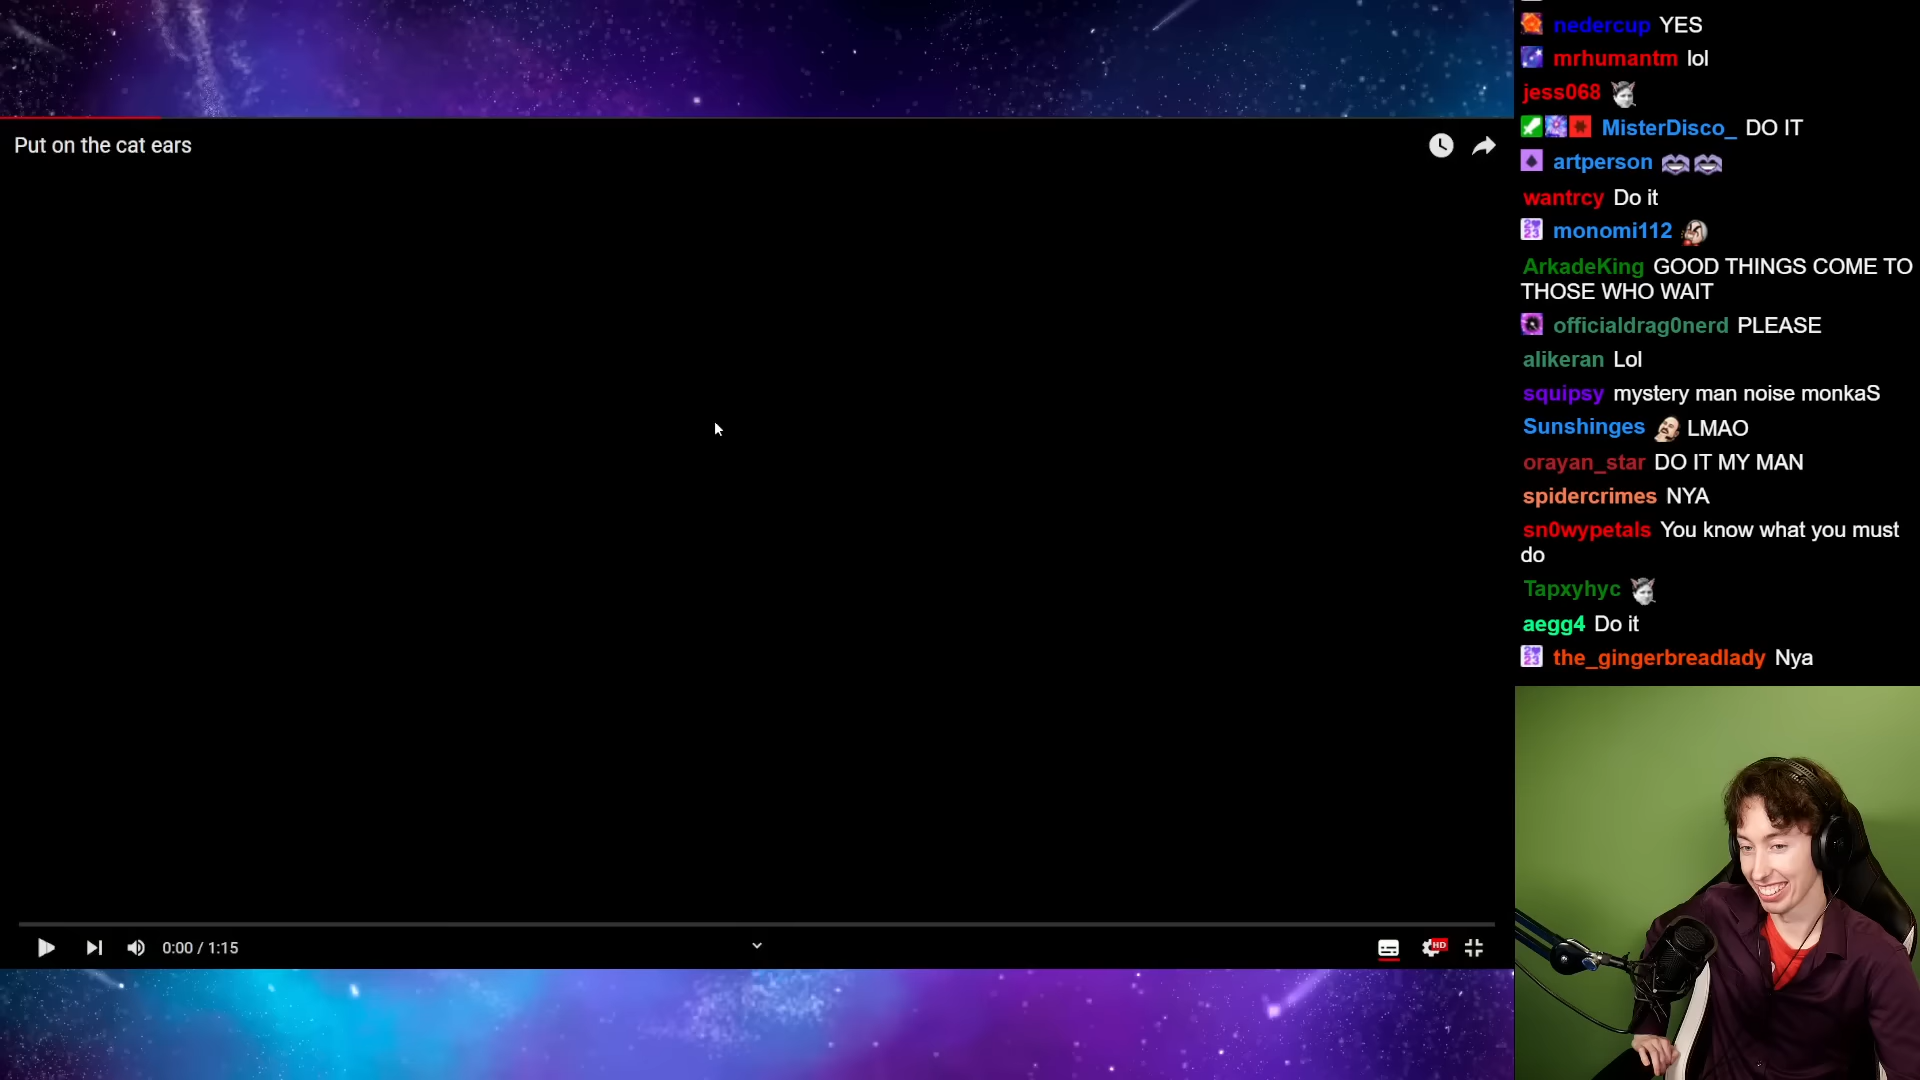 nedercup YES
mrhumantm lol
jess068
MisterDisco_ DO IT
artperson
wantrcy Do it
monomi112
ArkadeKing GOOD THINGS COME TO
THOSE WHO WAIT
officialdrag0nerd PLEASE
alikeran Lol
squipsy mystery man noise monkaS
Sunshinges LMAO
orayan_star DO IT MY MAN
spidercrimes NYA
sn0wypetals You know what you must
do
Tapxyhyc
aegg4 Do it
the_gingerbreadlady Nya
Put on the cat ears
0:00 / 1:15
HD